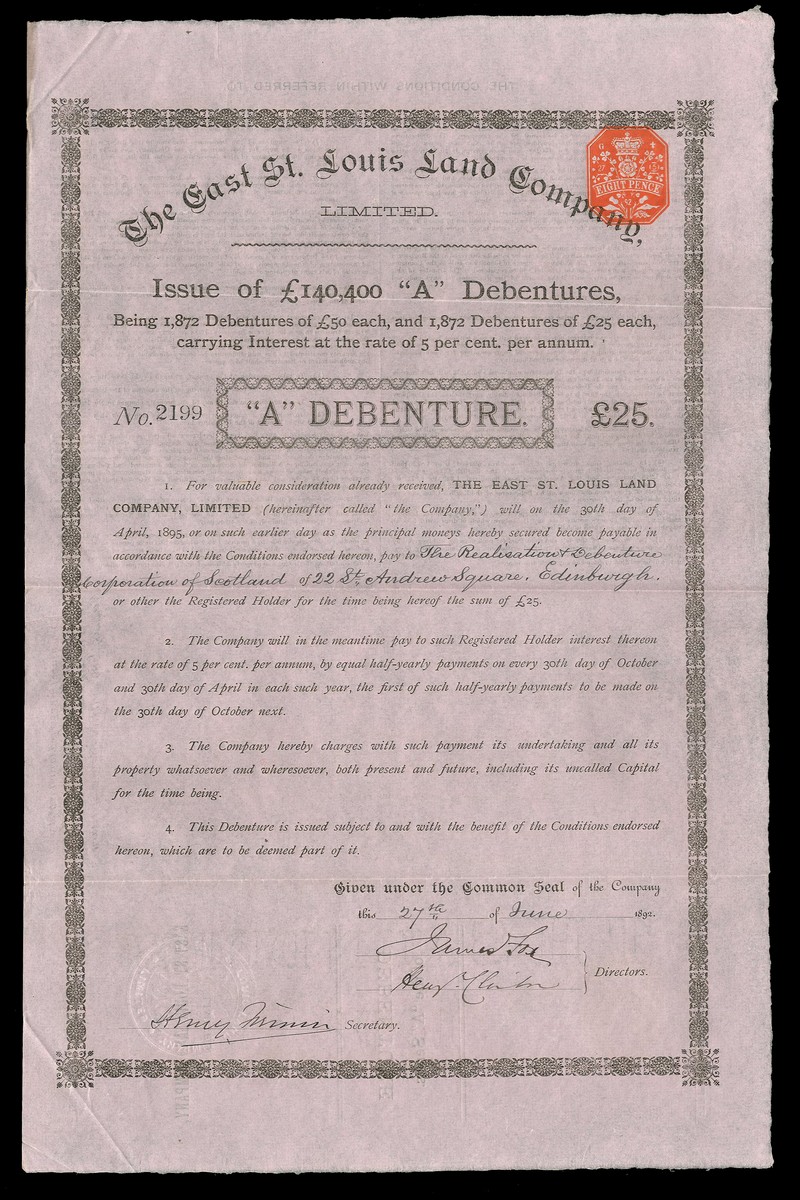 The East St. Louis Land Company,
LIMITED.
EIGHT PENCE
Issue of £140,400 “A” Debentures,
Being 1,872 Debentures of £50 each, and 1,872 Debentures of £25 each,
carrying Interest at the rate of 5 per cent. per annum.
No. 2199 “A” DEBENTURE. £25.
1. For valuable consideration already received, THE EAST ST. LOUIS LAND
COMPANY, LIMITED (hereinafter called “the Company,”) will on the 30th day of
April, 1895, or on such earlier day as the principal moneys hereby secured become payable in
accordance with the Conditions endorsed hereon, pay to The Realisation & Debenture
Corporation of Scotland of 22 St. Andrew Square. Edinburgh.
or other the Registered Holder for the time being hereof the sum of £25.
2. The Company will in the meantime pay to such Registered Holder interest thereon
at the rate of 5 per cent. per annum, by equal half-yearly payments on every 30th day of October
and 30th day of April in each such year, the first of such half-yearly payments to be made on
the 30th day of October next.
3. The Company hereby charges with such payment its undertaking and all its
property whatsoever and wheresoever, both present and future, including its uncalled Capital
for the time being.
4. This Debenture is issued subject to and with the benefit of the Conditions endorsed
hereon, which are to be deemed part of it.
Given under the Common Seal of the Company
this 27th of June 1892.
James
Directors.
Henry Secretary.